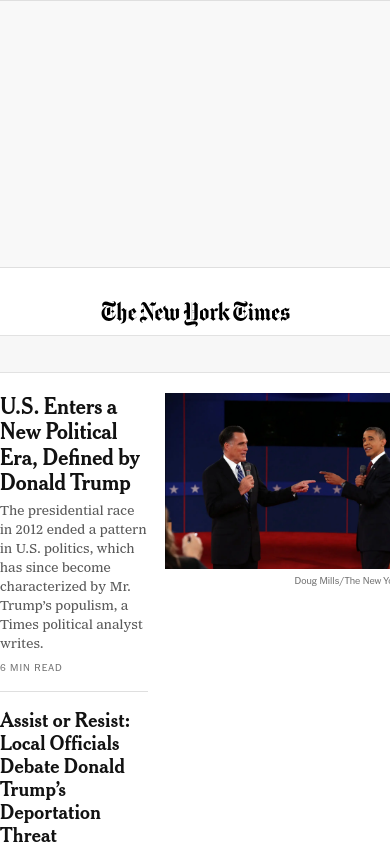 The New York Times
U.S. Enters a
New Political
Era, Defined by
Donald Trump
The presidential race
in 2012 ended a pattern
in U.S. politics, which
has since become
characterized by Mr.
Trump’s populism, a
Times political analyst
writes.
6 MIN READ
Doug Mills/The New Yo
Assist or Resist:
Local Officials
Debate Donald
Trump’s
Deportation
Threat